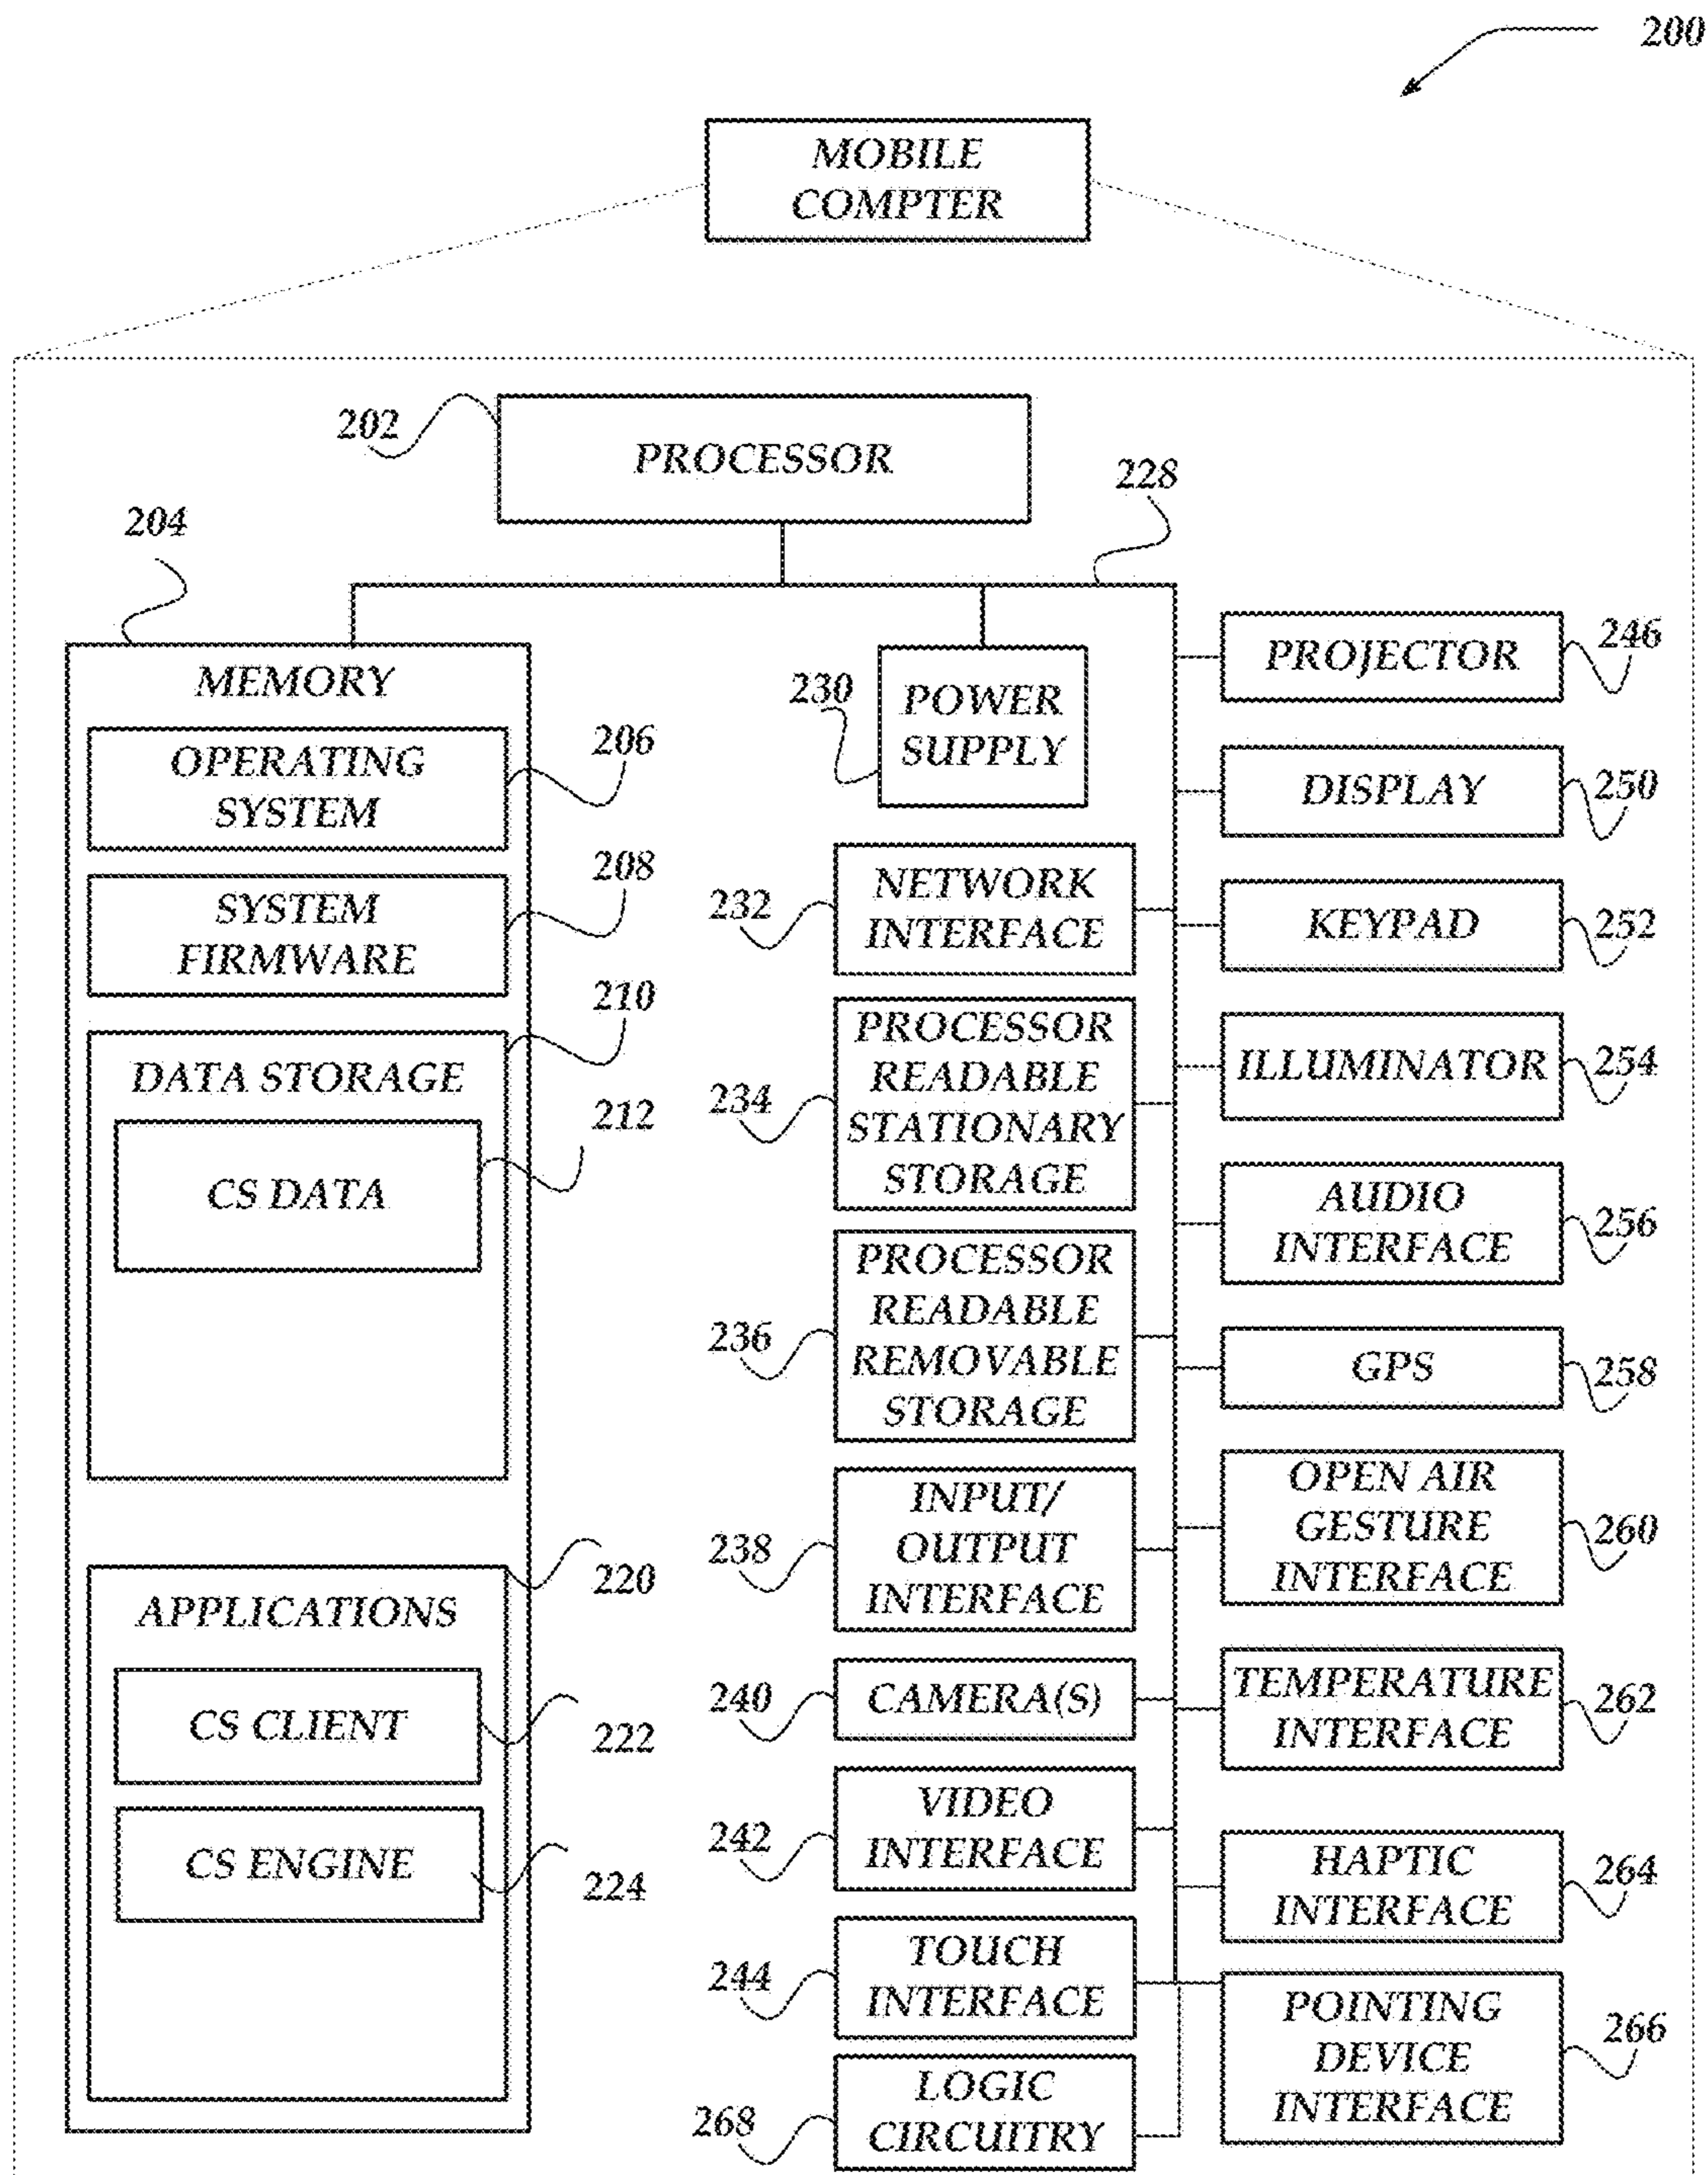 200
MOBILE
COMPTER
202
PROCESSOR
228
204
MEMORY
OPERATING
SYSTEM
206
SYSTEM
FIRMWARE
208
210
DATA STORAGE
212
CS DATA
220
APPLICATIONS
CS CLIENT
222
CS ENGINE
224
230
POWER
SUPPLY
232
NETWORK
INTERFACE
234
PROCESSOR
READABLE
STATIONARY
STORAGE
236
PROCESSOR
READABLE
REMOVABLE
STORAGE
238
INPUT/
OUTPUT
INTERFACE
240
CAMERA(S)
242
VIDEO
INTERFACE
244
TOUCH
INTERFACE
268
LOGIC
CIRCUITRY
PROJECTOR
246
DISPLAY
250
KEYPAD
252
ILLUMINATOR
254
AUDIO
INTERFACE
256
GPS
258
OPEN AIR
GESTURE
INTERFACE
260
TEMPERATURE
INTERFACE
262
HAPTIC
INTERFACE
264
POINTING
DEVICE
INTERFACE
266